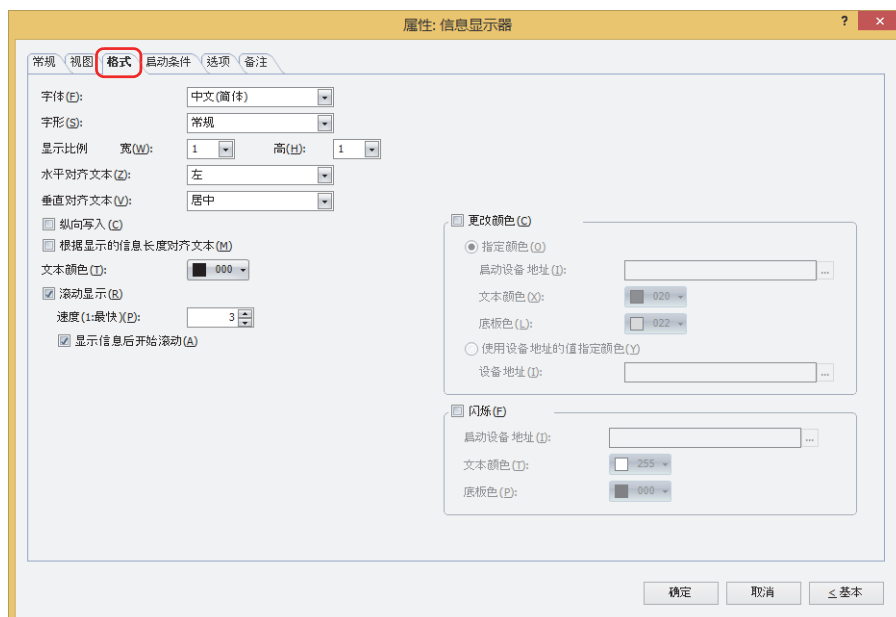 属性: 信息显示器
? ×
常规 视图 格式 启动条件 选项 备注
字体(F): 中文(简体)
字形(S): 常规
显示比例 宽(W): 1 高(H): 1
水平对齐文本(Z): 左
垂直对齐文本(V): 居中
纵向写入(C)
根据显示的信息长度对齐文本(M)
文本颜色(T): 000
滚动显示(R)
速度(1:最快)(P): 3
显示信息后开始滚动(A)
更改颜色(C)
指定颜色(O)
启动设备地址(I): ...
文本颜色(X): 020
底板色(L): 022
使用设备地址的值指定颜色(Y)
设备地址(I): ...
闪烁(F)
启动设备地址(I): ...
文本颜色(T): 255
底板色(P): 000
确定 取消 < 基本